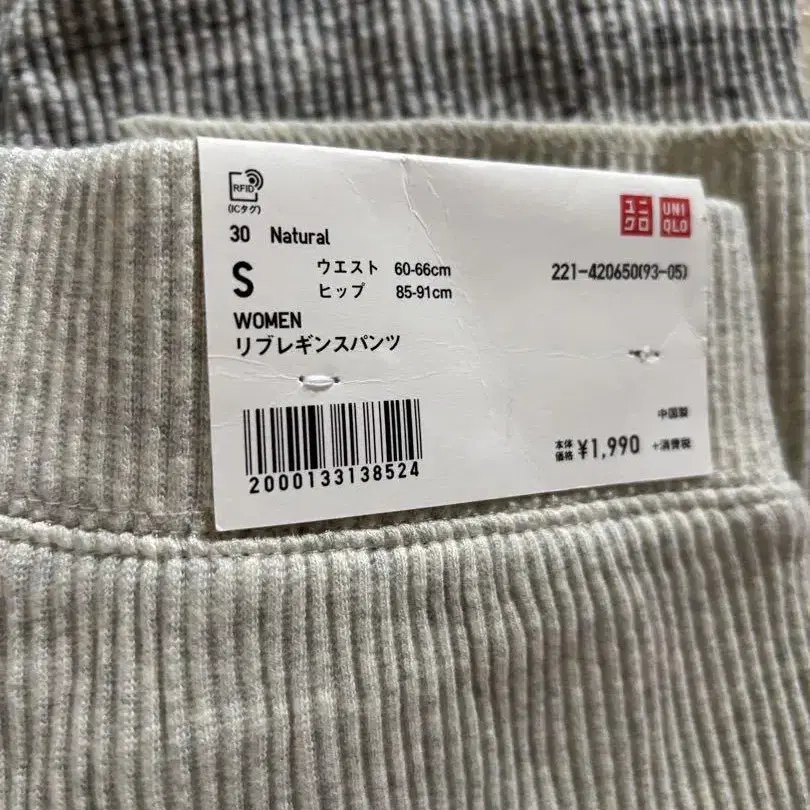 RFID
(ICタグ)
30 Natural
ユニ
クロ
UNI
QLO
S
ウエスト 60-66cm
ヒップ 85-91cm
221-420650(93-05)
WOMEN
リブレギンスパンツ
中国製
本体
価格 ¥1,990 +消費税
2000133138524